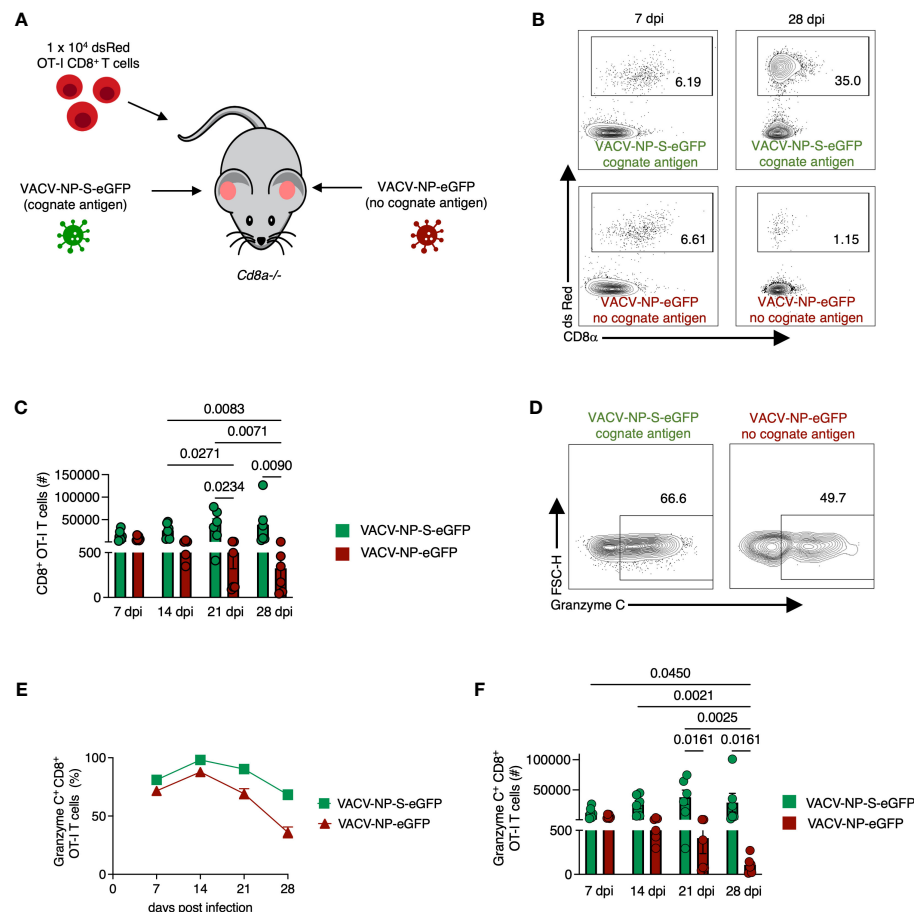 A
1 x 10⁴ dsRed
OT-I CD8⁺ T cells
VACV-NP-S-eGFP
(cognate antigen)
VACV-NP-eGFP
(no cognate antigen)
Cd8a-/-
B
7 dpi
28 dpi
6.19
VACV-NP-S-eGFP
cognate antigen
35.0
VACV-NP-S-eGFP
cognate antigen
6.61
VACV-NP-eGFP
no cognate antigen
1.15
VACV-NP-eGFP
no cognate antigen
ds Red
CD8α
C
0.0083
0.0071
0.0271
0.0090
0.0234
CD8⁺ OT-I T cells (#)
150000
100000
50000
500
0
7 dpi
14 dpi
21 dpi
28 dpi
VACV-NP-S-eGFP
VACV-NP-eGFP
D
VACV-NP-S-eGFP
cognate antigen
VACV-NP-eGFP
no cognate antigen
66.6
49.7
FSC-H
Granzyme C
E
Granzyme C⁺ CD8⁺
OT-I T cells (%)
100
50
0
0
7
14
21
28
days post infection
VACV-NP-S-eGFP
VACV-NP-eGFP
F
0.0450
0.0021
0.0025
0.0161
0.0161
Granzyme C⁺ CD8⁺
OT-I T cells (#)
100000
50000
500
0
7 dpi
14 dpi
21 dpi
28 dpi
VACV-NP-S-eGFP
VACV-NP-eGFP